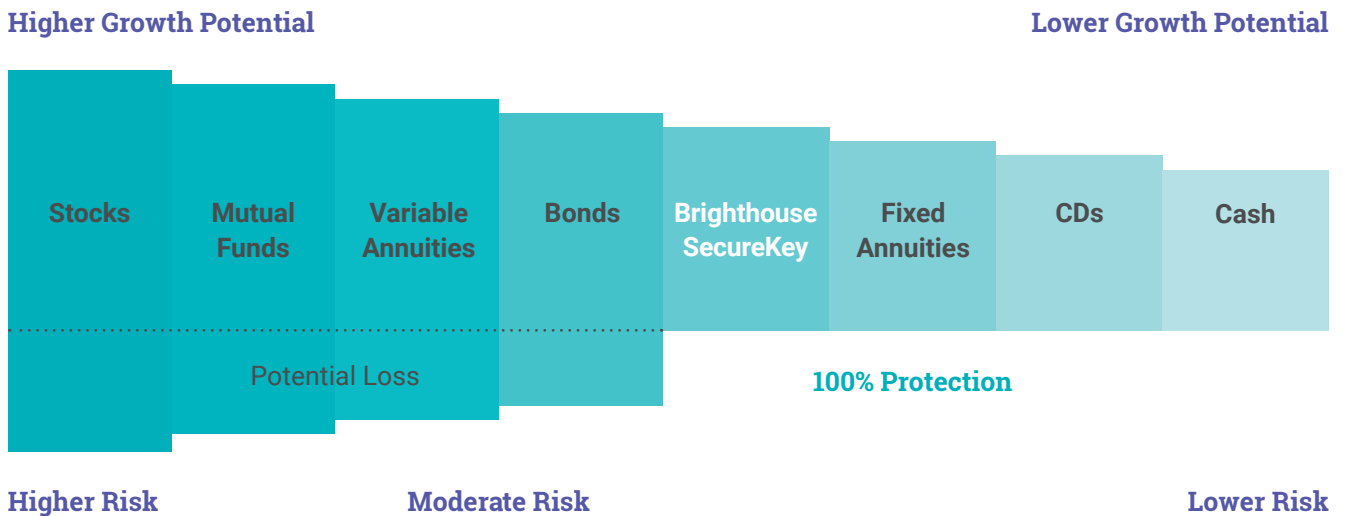 Higher Growth Potential
Lower Growth Potential
Stocks
Mutual
Funds
Variable
Annuities
Bonds
Brighthouse
SecureKey
Fixed
Annuities
CDs
Cash
Potential Loss
100% Protection
Higher Risk
Moderate Risk
Lower Risk